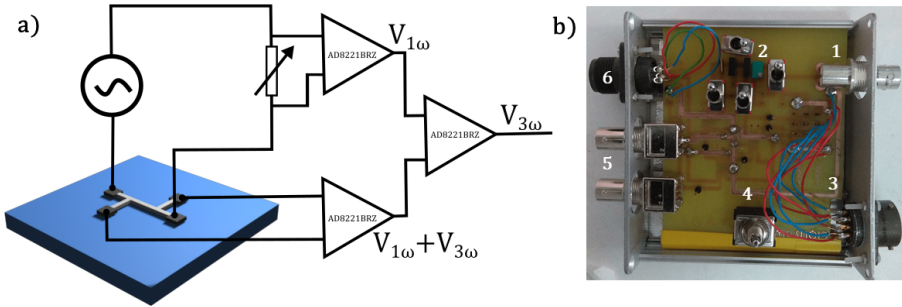 a)
V1ω
AD8221BRZ
AD8221BRZ
V3ω
AD8221BRZ
V1ω+V3ω
b)
1
2
6
5
3
4